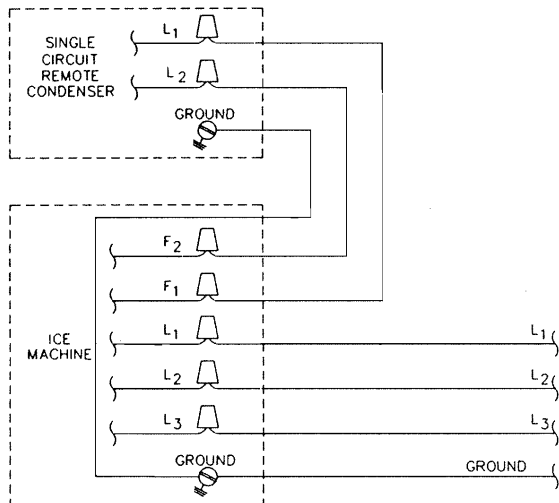 L1
SINGLE
CIRCUIT
REMOTE
CONDENSER
L2
GROUND
F2
F1
ICE
MACHINE
L1
L1
L2
L2
L3
L3
GROUND
GROUND